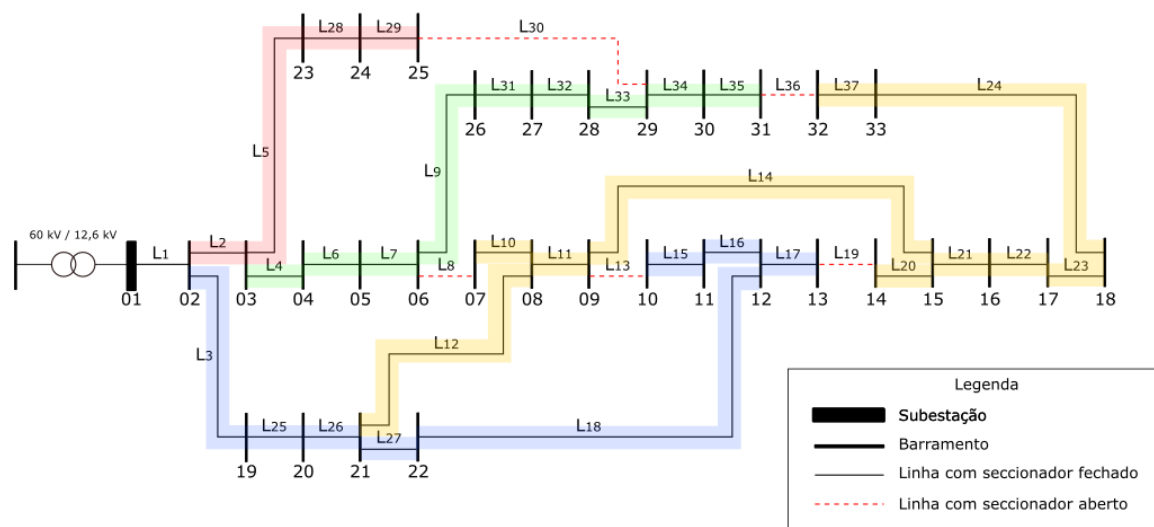 L28 L29 L30
23 24 25
L31 L32 L33 L34 L35 L36 L37 L24
26 27 28 29 30 31 32 33
L5
L9
L14
60 kV / 12,6 kV
L1 L2 L4 L6 L7 L8 L10 L11 L13 L15 L16 L17 L19 L20 L21 L22 L23
01 02 03 04 05 06 07 08 09 10 11 12 13 14 15 16 17 18
L3
L12
L25 L26 L27 L18
19 20 21 22
Legenda
Subestação
Barramento
Linha com seccionador fechado
Linha com seccionador aberto